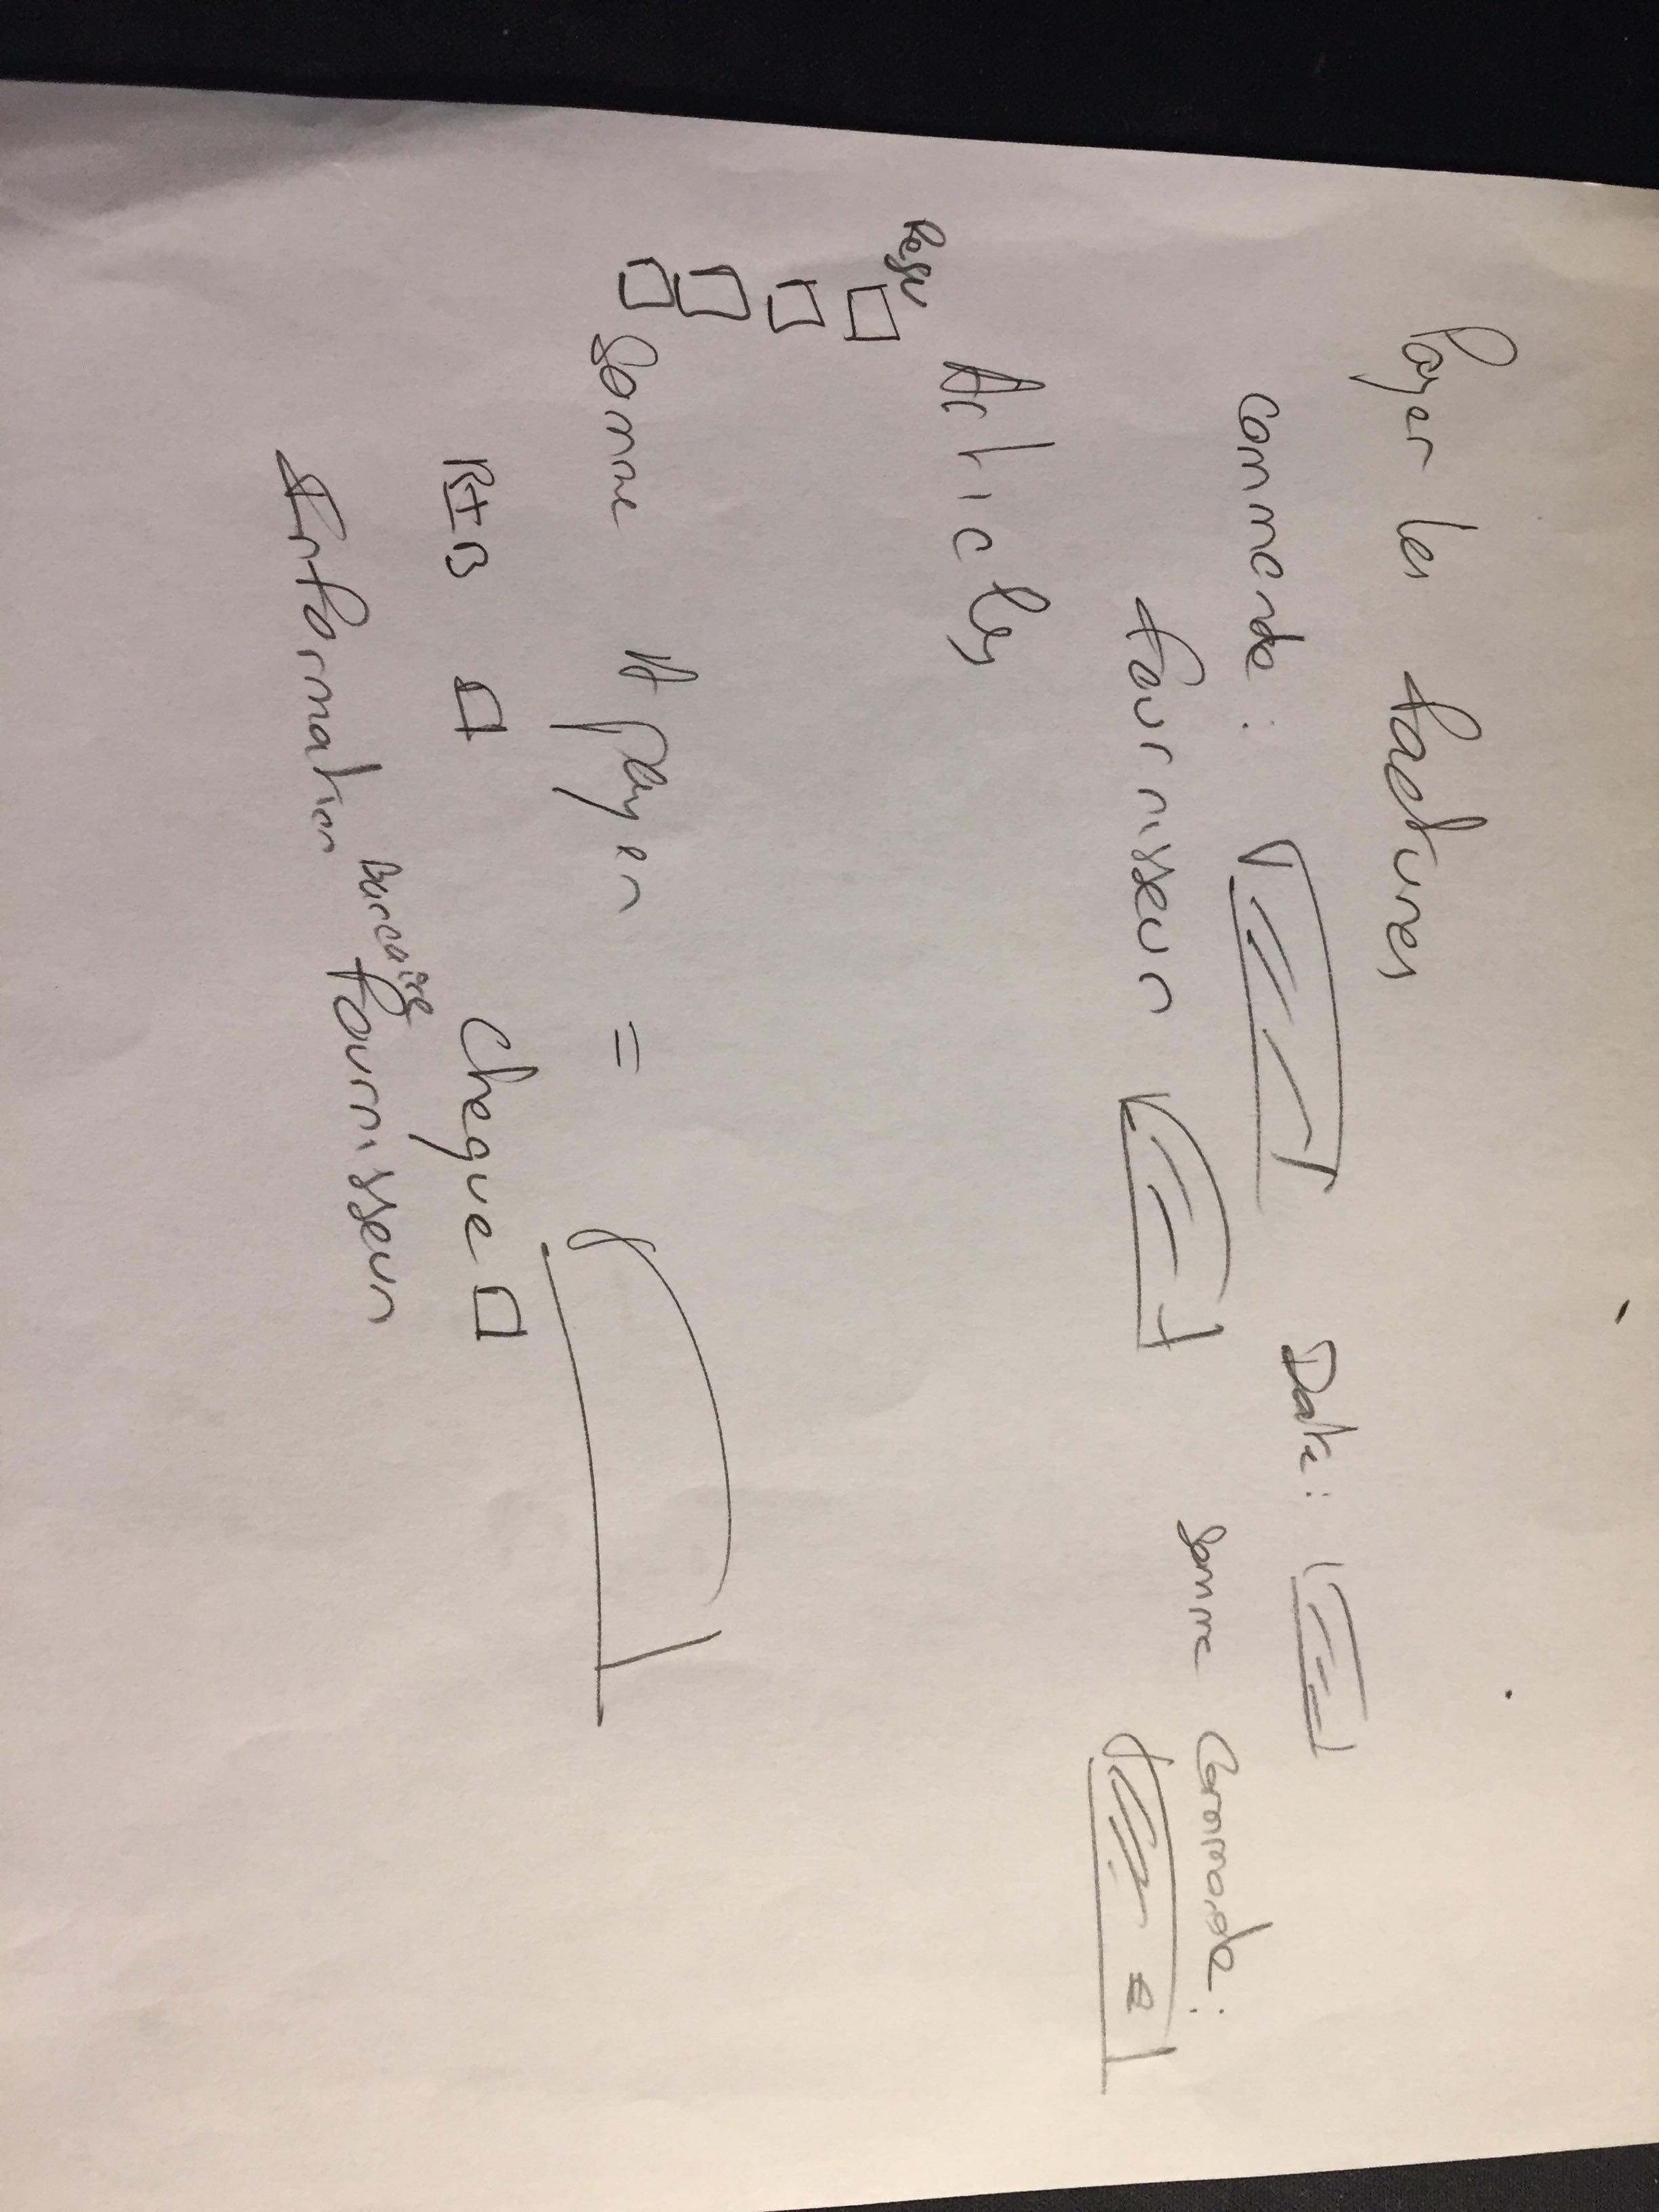 Payer les factures
commande :
Date :
fournisseur
somme Commande :
Articles
Reçu
Somme à payer =
RIB
cheque
Information Bancaire fournisseur